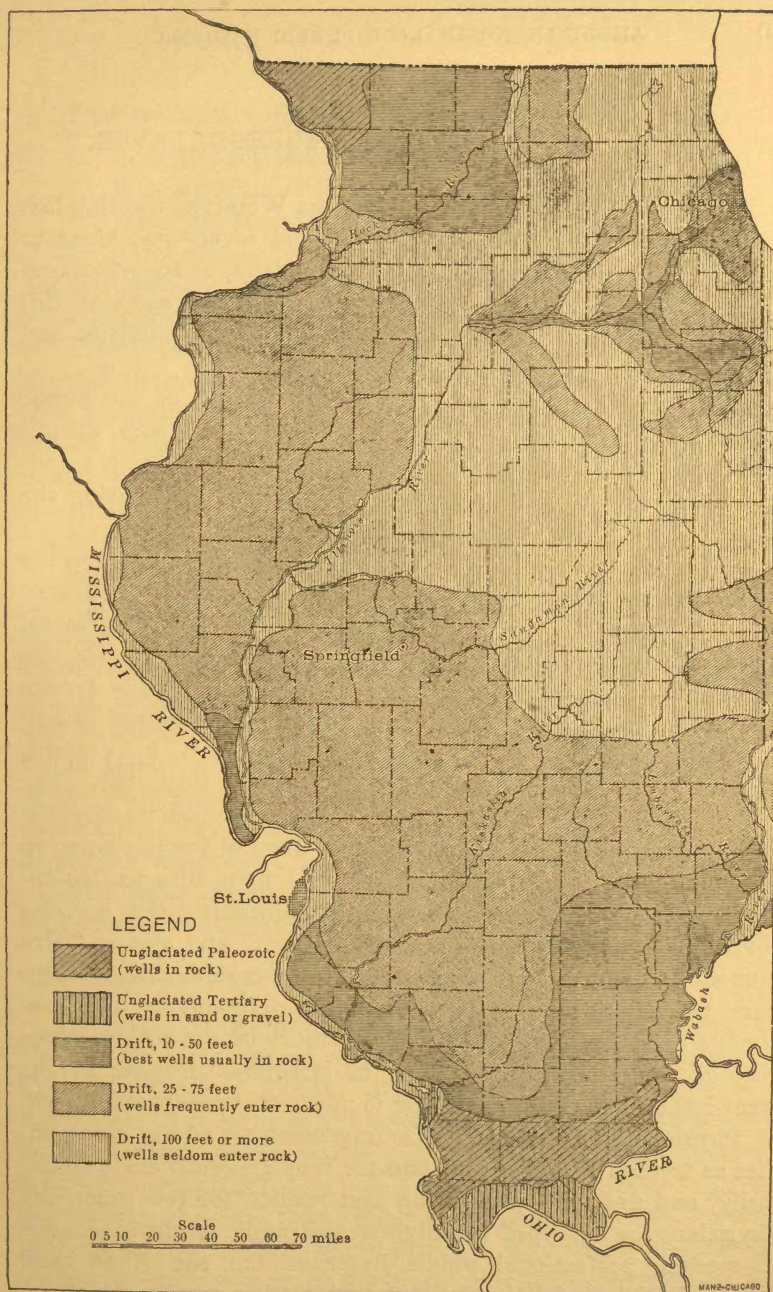 Rock
River
Chicago
Illinois
River
MISSISSIPPI
RIVER
Sangamon River
Springfield
Kaskaskia
River
Embarrass
River
St. Louis
Wabash
River
LEGEND
Unglaciated Paleozoic
(wells in rock)
Unglaciated Tertiary
(wells in sand or gravel)
Drift, 10 - 50 feet
(best wells usually in rock)
Drift, 25 - 75 feet
(wells frequently enter rock)
Drift, 100 feet or more
(wells seldom enter rock)
OHIO
RIVER
Scale
0 5 10 20 30 40 50 60 70 miles
MANZ-CHICAGO